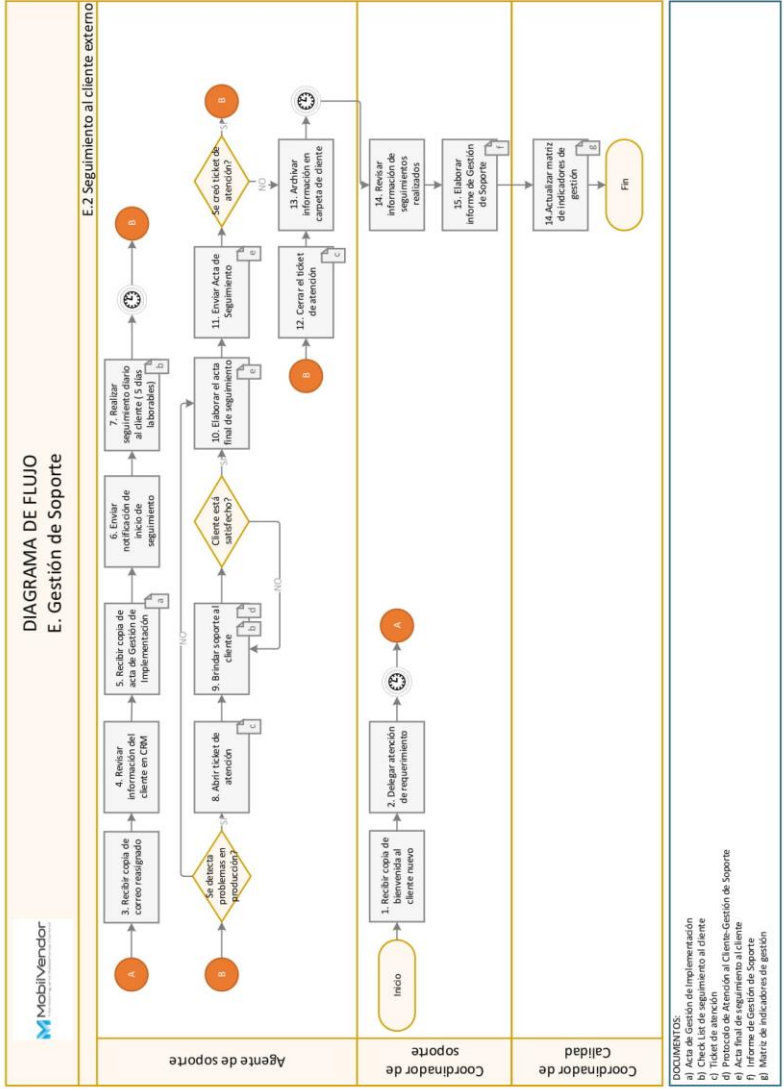 MobilVendor
DIAGRAMA DE FLUJO
E. Gestión de Soporte
E.2 Seguimiento al cliente externo
Agente de soporte
A
3. Recibir copia de
correo reasignado
4. Revisar
información del
cliente en CRM
5. Recibir copia de
acta de Gestión de
Implementación
a
6. Enviar
notificación de
inicio de
seguimiento
7. Realizar
seguimiento diario
al cliente ( 5 días
laborables)
b
B
B
Se detecta
problemas en
producción?
SI
NO
8. Abrir ticket de
atención
c
9. Brindar soporte al
cliente
b
d
Cliente está
satisfecho?
SI
NO
10. Elaborar el acta
final de seguimiento
e
11. Enviar Acta de
Seguimiento
e
Se creó ticket de
atención?
SI
B
NO
B
12. Cerrar el ticket
de atención
c
13. Archivar
información en
carpeta de cliente
Coordinador de
soporte
Inicio
1. Recibir copia de
bienvenida al
cliente nuevo
2. Delegar atención
de requerimiento
A
14. Revisar
información de
seguimientos
realizados
15. Elaborar
informe de Gestión
de Soporte
f
Coordinador de
Calidad
14.Actualizar matriz
de indicadores de
gestión
g
Fin
DOCUMENTOS:
a) Acta de Gestión de Implementación
b) Check List de seguimiento al cliente
c) Ticket de atención
d) Protocolo de Atención al Cliente-Gestión de Soporte
e) Acta final de seguimiento al cliente
f) Informe de Gestión de Soporte
g) Matriz de indicadores de gestión